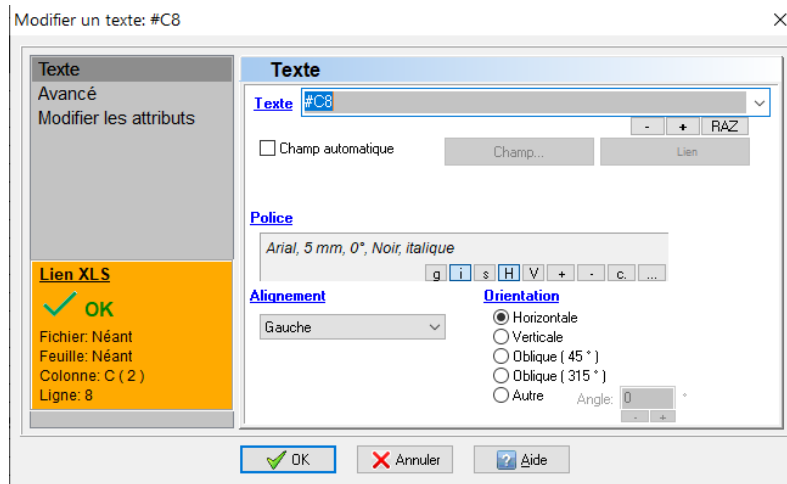 Modifier un texte: #C8
Texte
Avancé
Modifier les attributs
Lien XLS
OK
Fichier: Néant
Feuille: Néant
Colonne: C ( 2 )
Ligne: 8
Texte
Texte #C8
- + RAZ
Champ automatique Champ... Lien
Police
Arial, 5 mm, 0°, Noir, italique
g i s H V + - c. ...
Alignement
Gauche
Orientation
Horizontale
Verticale
Oblique ( 45 ° )
Oblique ( 315 ° )
Autre Angle: 0 °
- +
OK Annuler Aide